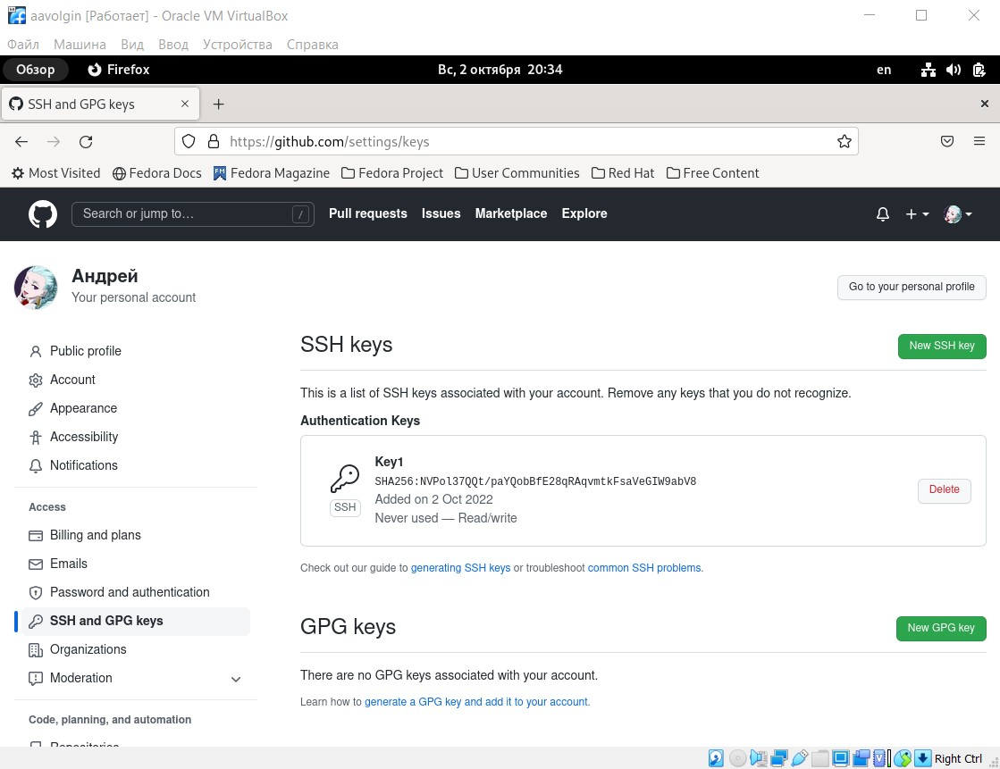 aavolgin [Работает] - Oracle VM VirtualBox
Файл Машина Вид Ввод Устройства Справка
Обзор Firefox Вс, 2 октября 20:34 en
SSH and GPG keys
https://github.com/settings/keys
Most Visited Fedora Docs Fedora Magazine Fedora Project User Communities Red Hat Free Content
Search or jump to… / Pull requests Issues Marketplace Explore
Андрей
Your personal account
Go to your personal profile
Public profile
Account
Appearance
Accessibility
Notifications
Access
Billing and plans
Emails
Password and authentication
SSH and GPG keys
Organizations
Moderation
Code, planning, and automation
Repositories
SSH keys
New SSH key
This is a list of SSH keys associated with your account. Remove any keys that you do not recognize.
Authentication Keys
Key1
SHA256:NVPol37QQt/paYQobBfE28qRAqvmtkFsaVeGIW9abV8
Added on 2 Oct 2022
Never used — Read/write
SSH
Delete
Check out our guide to generating SSH keys or troubleshoot common SSH problems.
GPG keys
New GPG key
There are no GPG keys associated with your account.
Learn how to generate a GPG key and add it to your account.
Right Ctrl